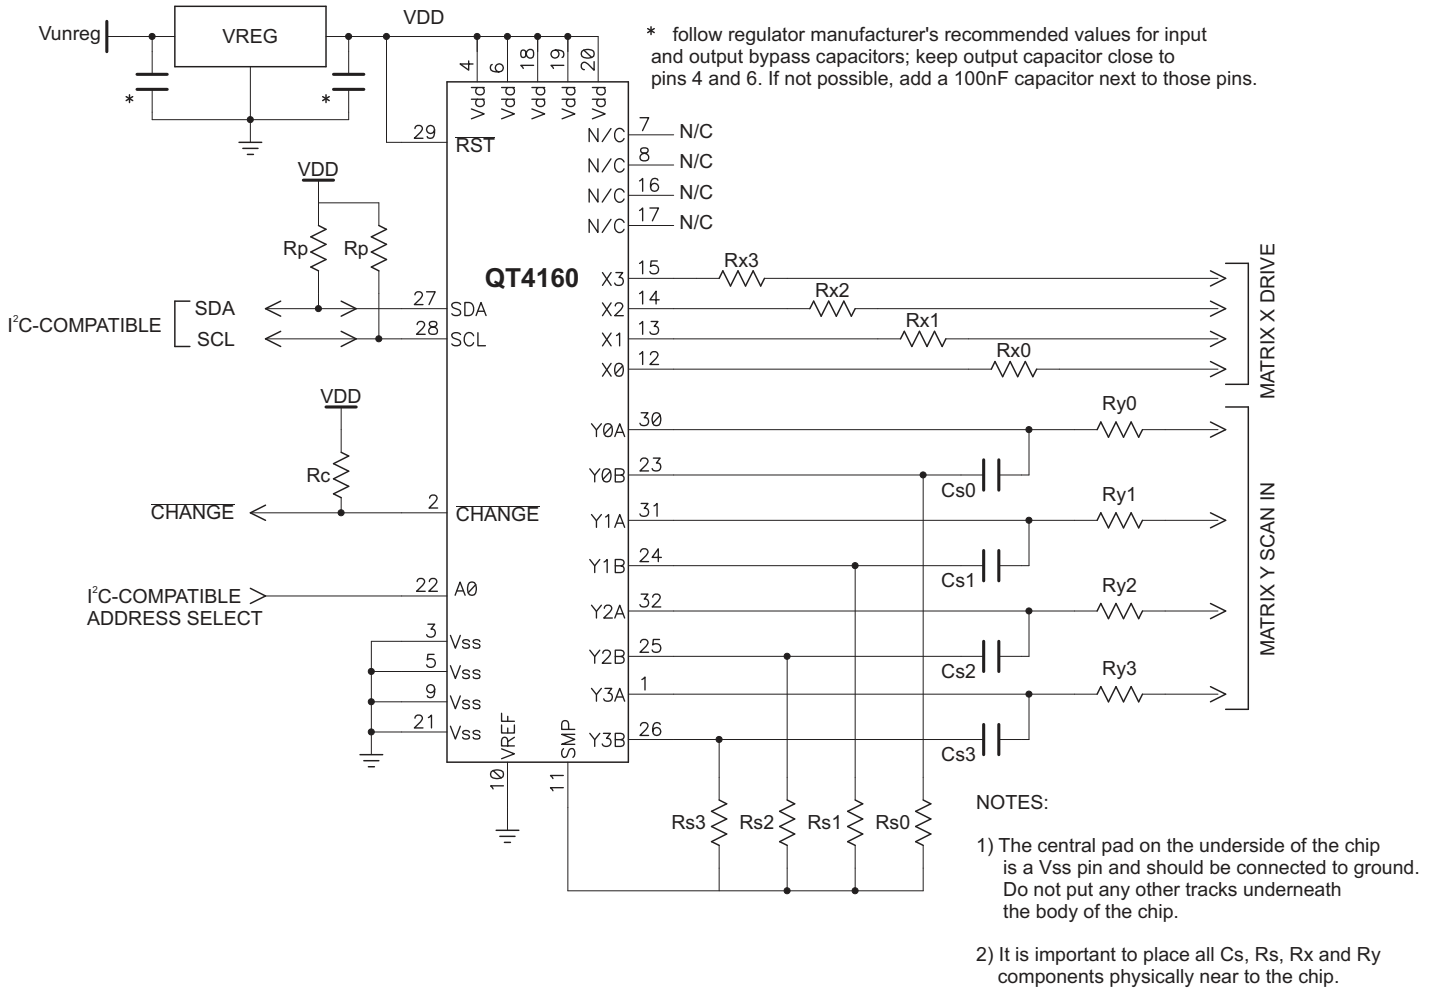 Vunreg
VREG
VDD
* follow regulator manufacturer's recommended values for input
and output bypass capacitors; keep output capacitor close to
pins 4 and 6. If not possible, add a 100nF capacitor next to those pins.
*
*
4
6
18
19
20
Vdd
Vdd
Vdd
Vdd
Vdd
29
RST
N/C
7
N/C
N/C
8
N/C
N/C
16
N/C
N/C
17
N/C
VDD
Rp
Rp
QT4160
X3
15
Rx3
X2
14
Rx2
X1
13
Rx1
X0
12
Rx0
MATRIX X DRIVE
I²C-COMPATIBLE
SDA
27
SDA
SCL
28
SCL
VDD
Rc
CHANGE
2
CHANGE
I²C-COMPATIBLE
ADDRESS SELECT
22
A0
3
Vss
5
Vss
9
Vss
21
Vss
Y0A
30
Ry0
Y0B
23
Cs0
Y1A
31
Ry1
Y1B
24
Cs1
Y2A
32
Ry2
Y2B
25
Cs2
Y3A
1
Ry3
Y3B
26
Cs3
MATRIX Y SCAN IN
VREF
10
SMP
11
Rs3
Rs2
Rs1
Rs0
NOTES:
1) The central pad on the underside of the chip
is a Vss pin and should be connected to ground.
Do not put any other tracks underneath
the body of the chip.
2) It is important to place all Cs, Rs, Rx and Ry
components physically near to the chip.